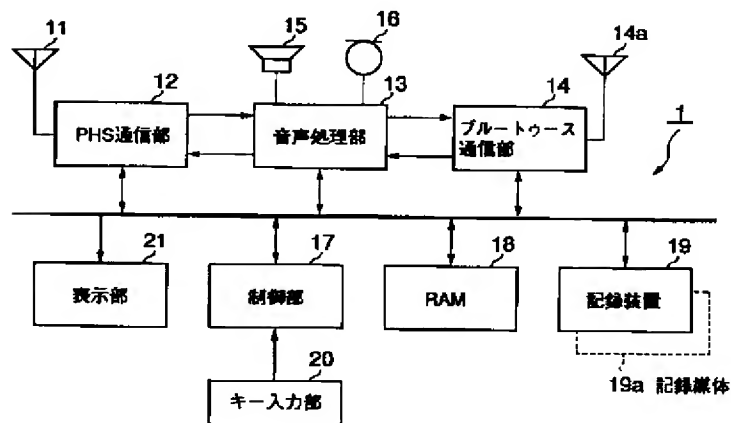 11
15
16
14a
12
13
14
1
PHS通信部
音声処理部
ブルートゥース
通信部
21
17
18
19
表示部
制御部
RAM
記録装置
20
キー入力部
19a 記録媒体